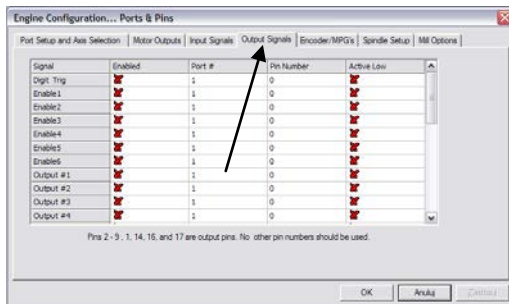 Engine Configuration... Ports & Pins
Port Setup and Axis Selection Motor Outputs Input Signals Output Signals Encoder/MPG's Spindle Setup Mill Options
Signal Enabled Port # Pin Number Active Low
Digit Trig 1 0
Enable1 1 0
Enable2 1 0
Enable3 1 0
Enable4 1 0
Enable5 1 0
Enable6 1 0
Output #1 1 0
Output #2 1 0
Output #3 1 0
Output #4 1 0
Pins 2 - 9 , 1, 14, 16, and 17 are output pins. No other pin numbers should be used.
OK Anuluj